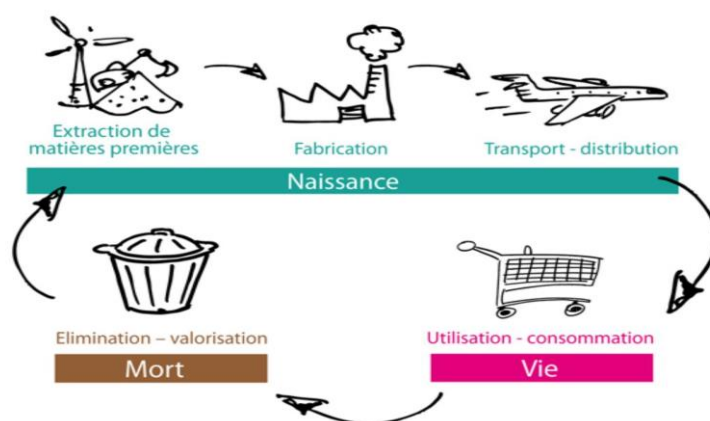 Extraction de
matières premières
Fabrication
Transport - distribution
Naissance
Elimination – valorisation
Mort
Utilisation - consommation
Vie